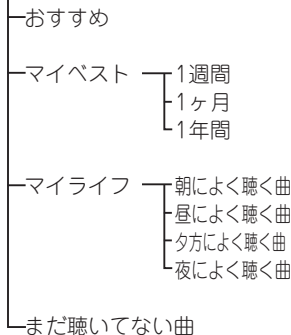 おすすめ
マイベスト
1週間
1ヶ月
1年間
マイライフ
朝によく聴く曲
昼によく聴く曲
夕方によく聴く曲
夜によく聴く曲
まだ聴いてない曲